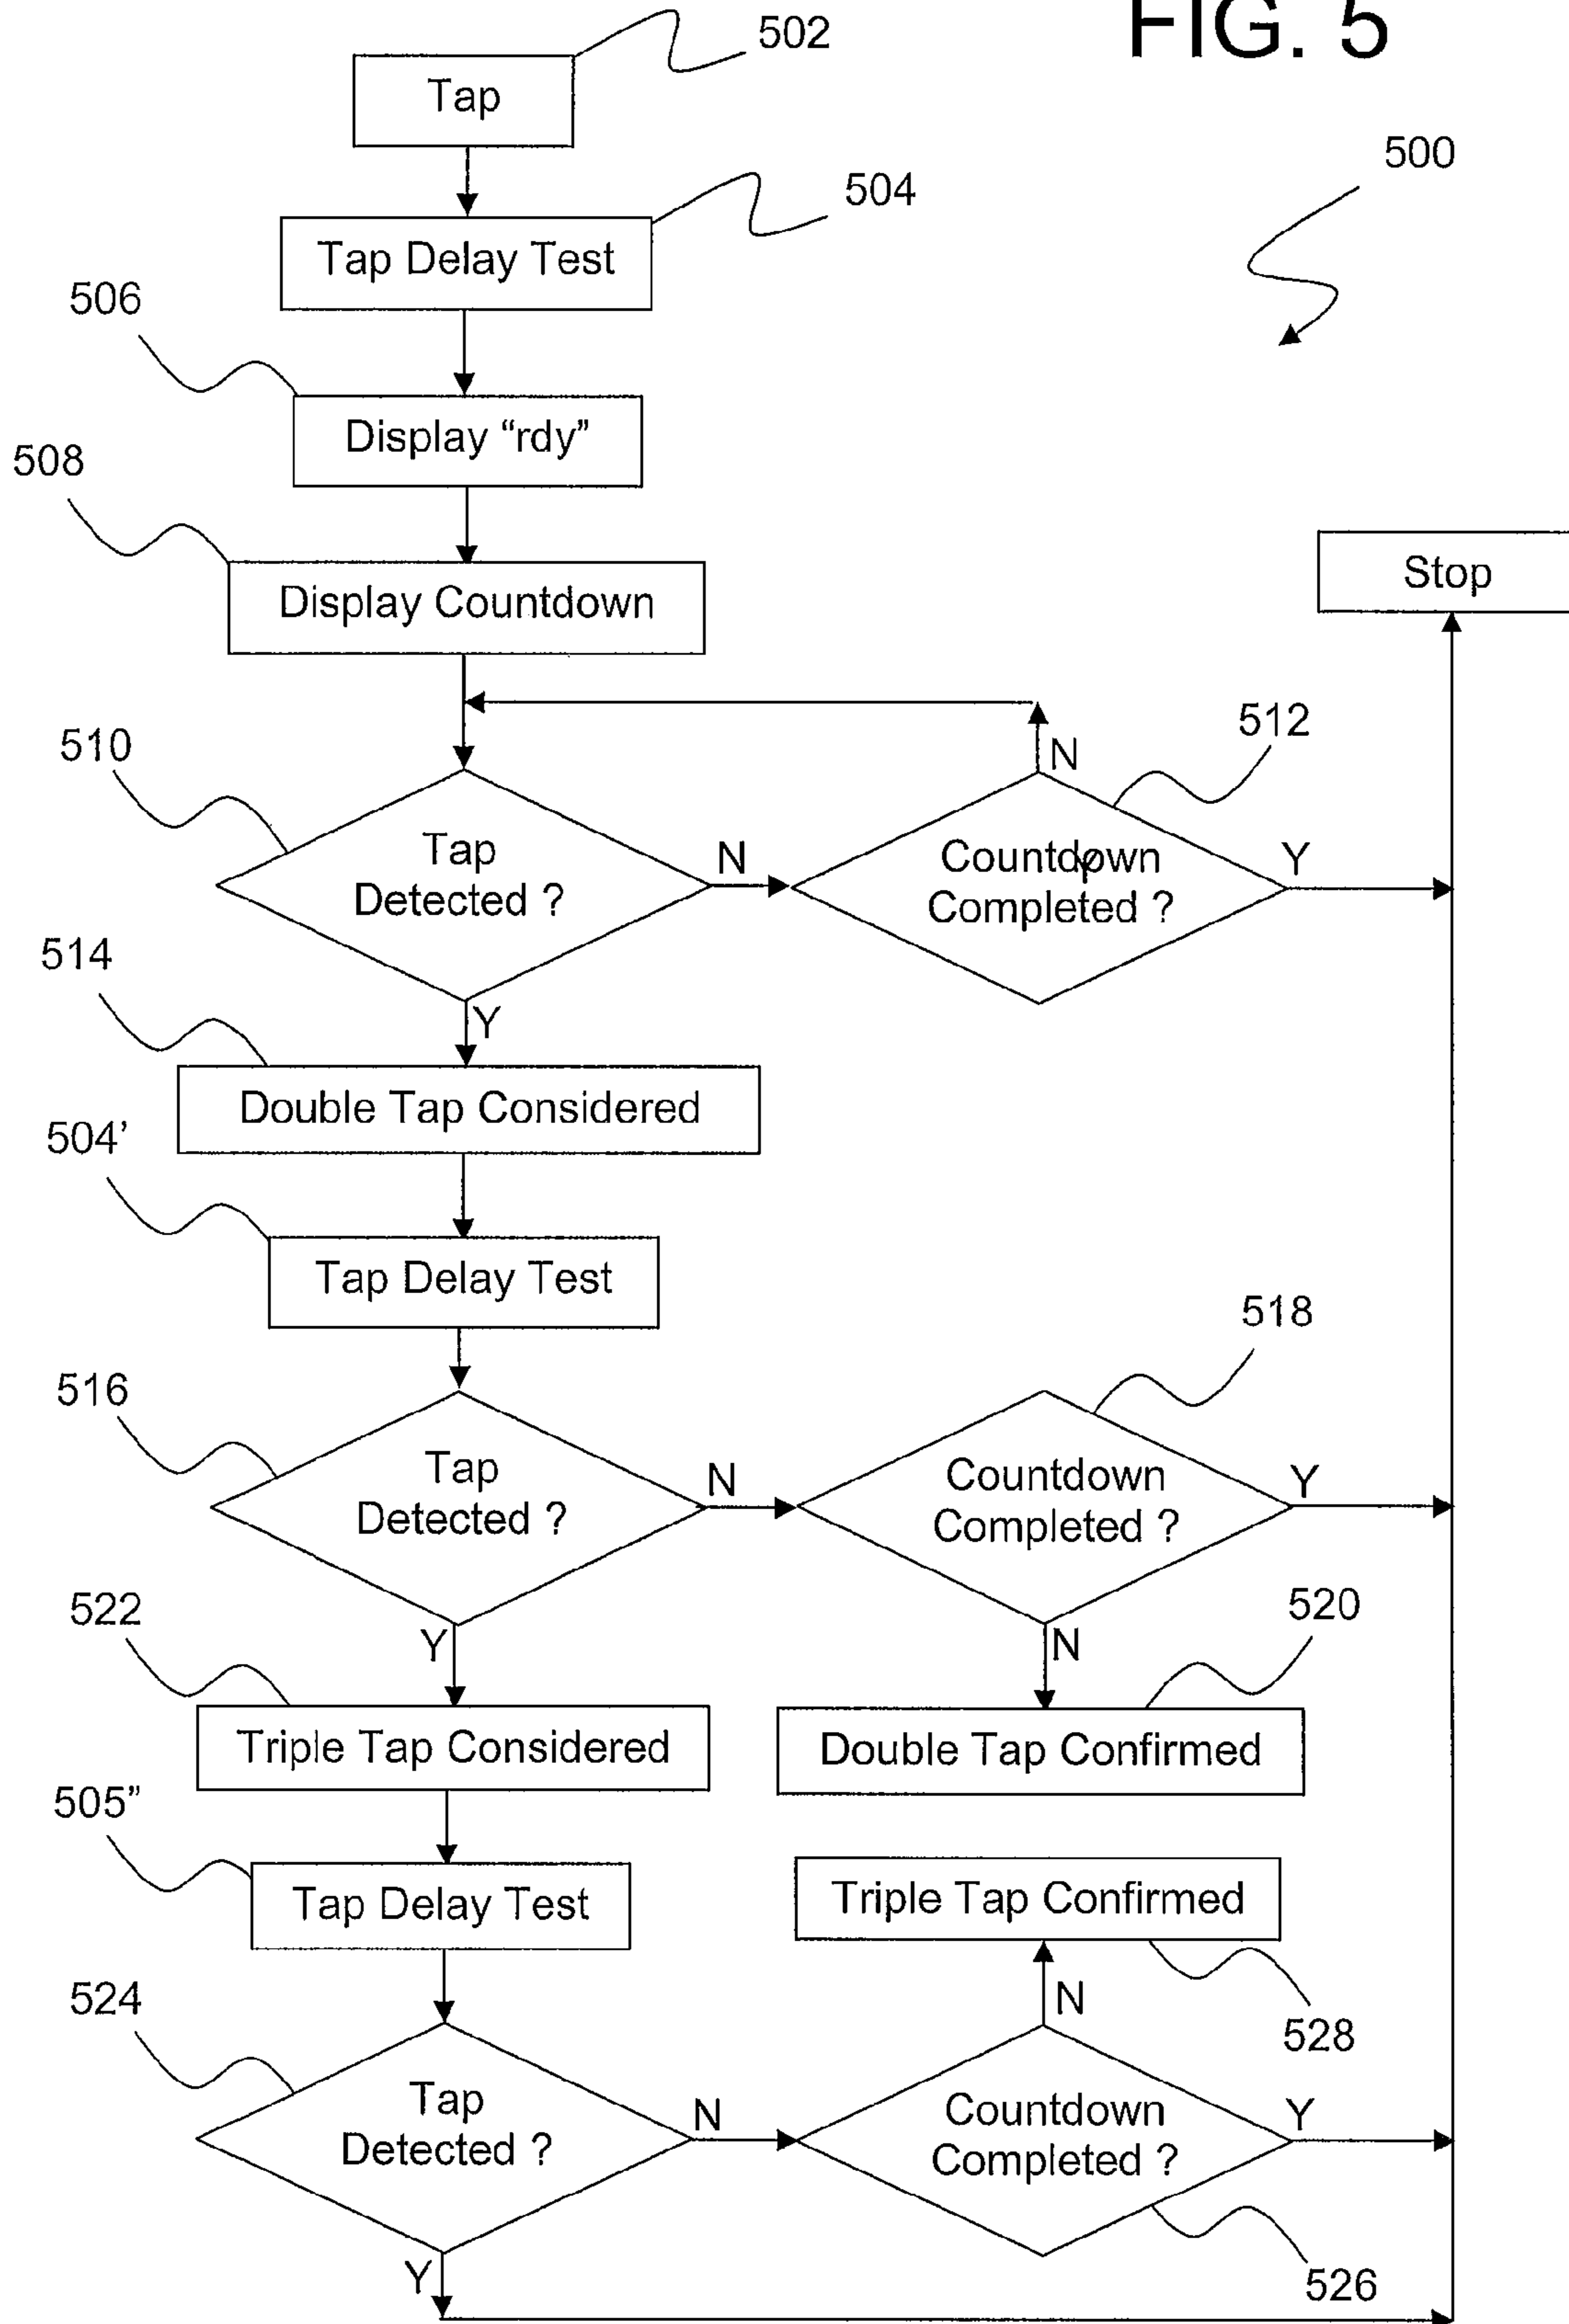 FIG. 5
502
Tap
500
504
Tap Delay Test
506
Display “rdy”
508
Display Countdown
Stop
510
512
N
Tap
Detected ?
N
Countdown
Completed ?
Y
Y
514
Y
Double Tap Considered
504’
Tap Delay Test
518
516
Tap
Detected ?
N
Countdown
Completed ?
Y
522
520
Y
N
Triple Tap Considered
Double Tap Confirmed
505”
Tap Delay Test
Triple Tap Confirmed
524
N
528
Tap
Detected ?
N
Countdown
Completed ?
Y
Y
526